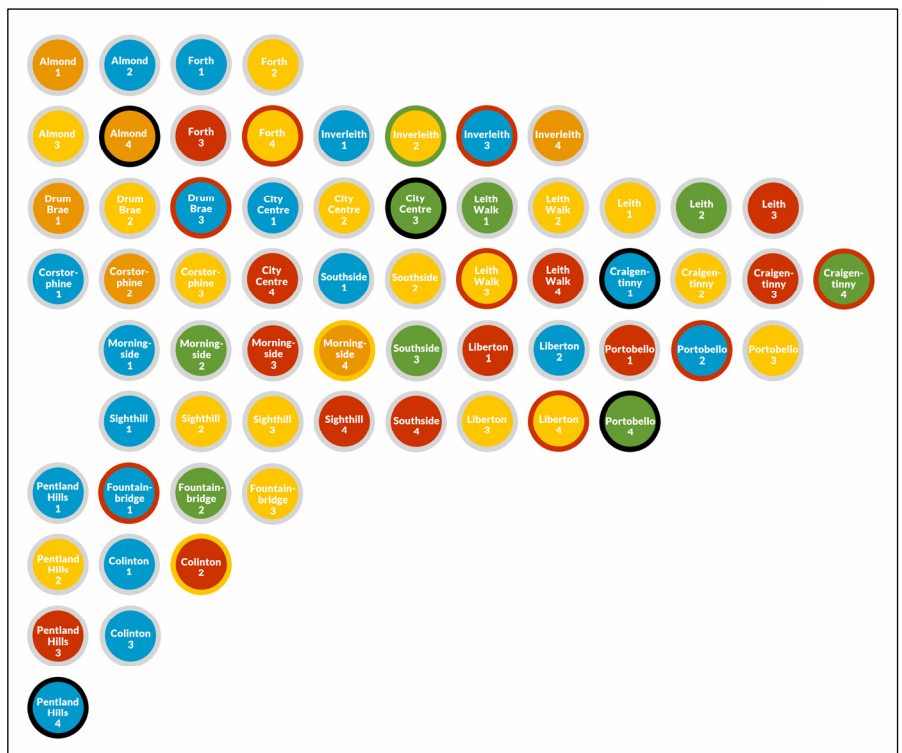 Almond 1
Almond 2
Forth 1
Forth 2
Almond 3
Almond 4
Forth 3
Forth 4
Inverleith 1
Inverleith 2
Inverleith 3
Inverleith 4
Drum Brae 1
Drum Brae 2
Drum Brae 3
City Centre 1
City Centre 2
City Centre 3
Leith Walk 1
Leith Walk 2
Leith 1
Leith 2
Leith 3
Corstor-phine 1
Corstor-phine 2
Corstor-phine 3
City Centre 4
Southside 1
Southside 2
Leith Walk 3
Leith Walk 4
Craigen-tinny 1
Craigen-tinny 2
Craigen-tinny 3
Craigen-tinny 4
Morning-side 1
Morning-side 2
Morning-side 3
Morning-side 4
Southside 3
Liberton 1
Liberton 2
Portobello 1
Portobello 2
Portobello 3
Sighthill 1
Sighthill 2
Sighthill 3
Sighthill 4
Southside 4
Liberton 3
Liberton 4
Portobello 4
Pentland Hills 1
Fountain-bridge 1
Fountain-bridge 2
Fountain-bridge 3
Pentland Hills 2
Colinton 1
Colinton 2
Pentland Hills 3
Colinton 3
Pentland Hills 4